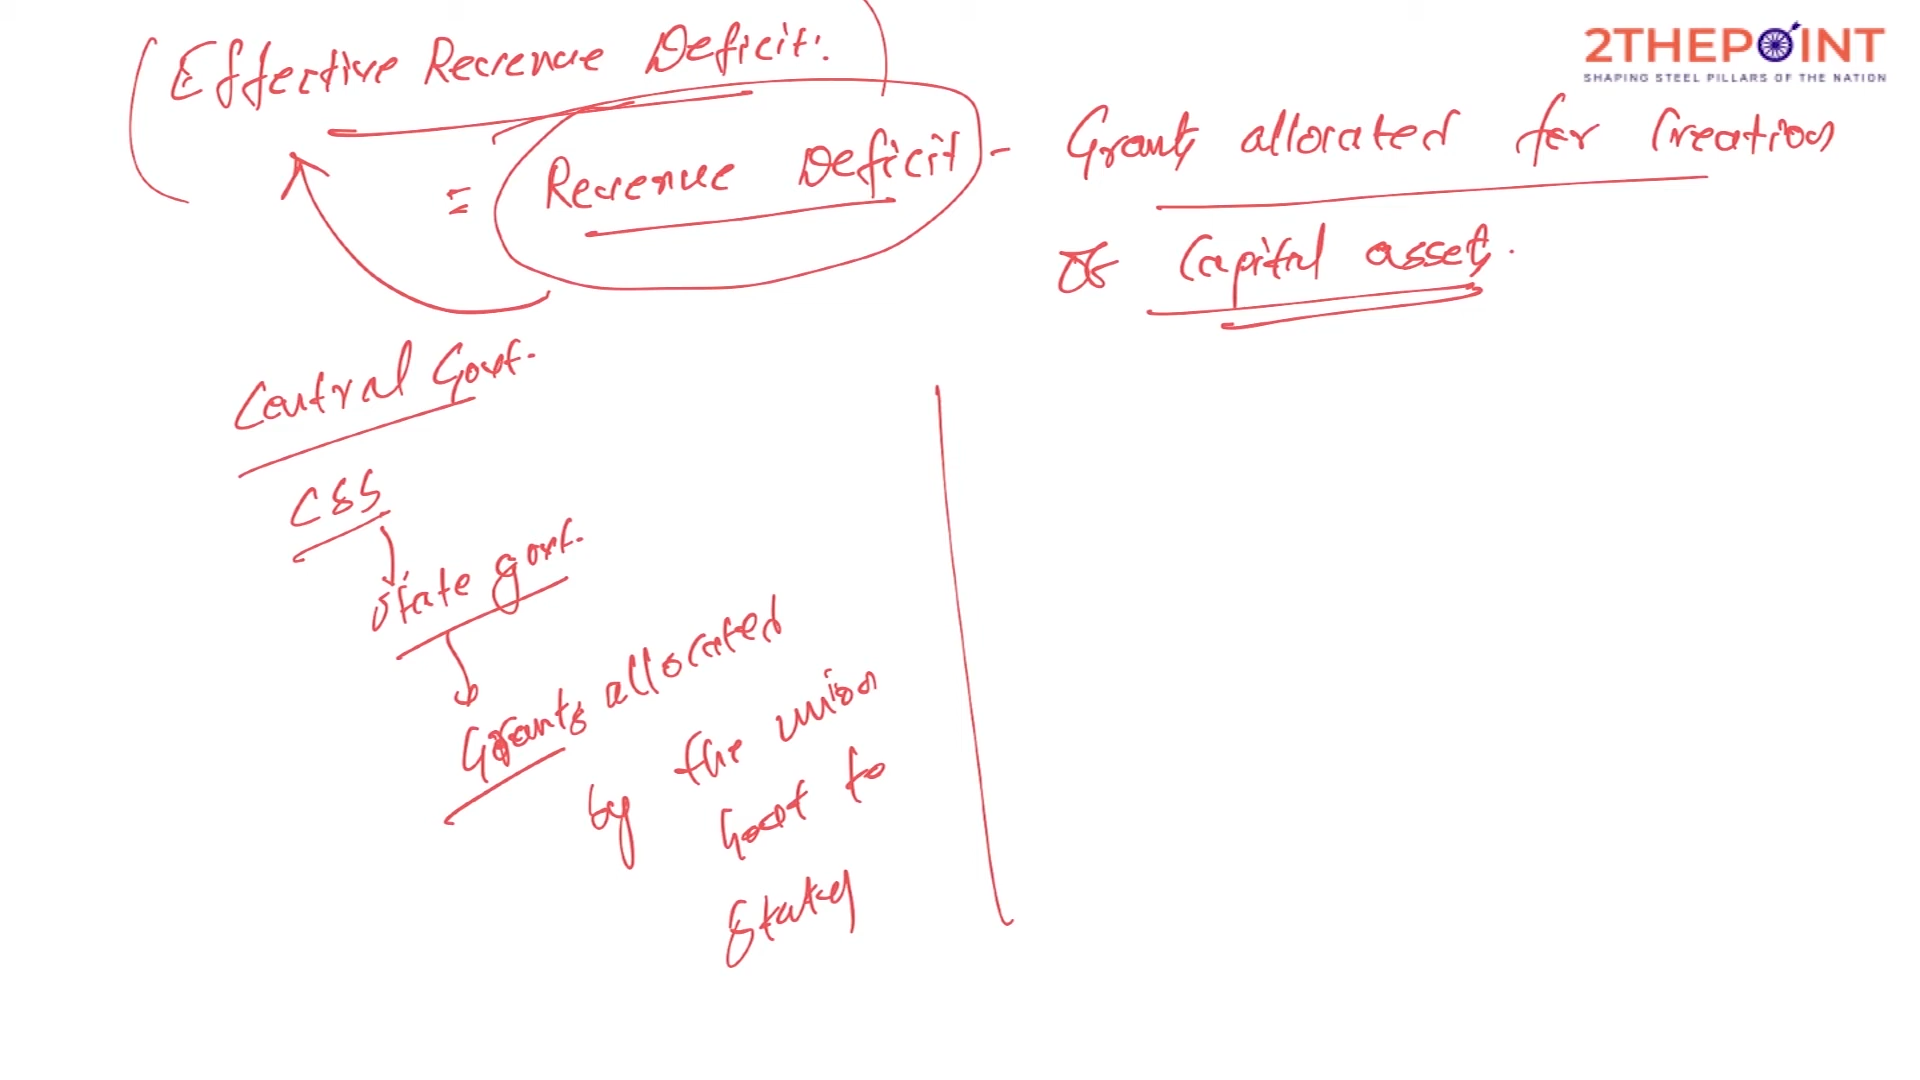 2THEPOINT
SHAPING STEEL PILLARS OF THE NATION
Effective Revenue Deficit:
= Revenue Deficit - Grants allocated for Creation
of Capital assets.
Central Govt.
CSS
State govt.
Grants allocated
by the union
Govt to
States